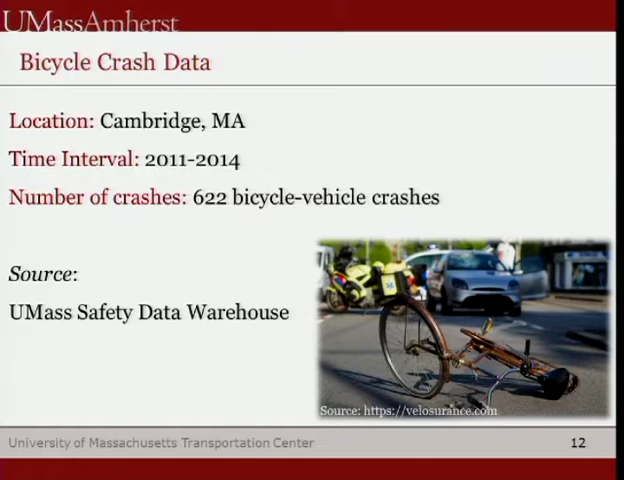 UMassAmherst
Bicycle Crash Data
Location: Cambridge, MA
Time Interval: 2011-2014
Number of crashes: 622 bicycle-vehicle crashes
Source:
UMass Safety Data Warehouse
Source: https://velosurance.com
University of Massachusetts Transportation Center
12